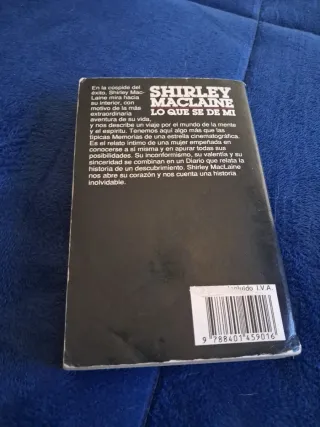 SHIRLEY
MACLAINE
LO QUE SE DE MI
En la cúspide del
éxito, Shirley Mac-
Laine mira hacia
su interior, con
motivo de la más
extraordinaria
aventura de su vida,
y nos describe un viaje por el mundo de la mente
y el espíritu. Tenemos aquí algo más que las
típicas Memorias de una estrella cinematográfica.
Es el relato íntimo de una mujer empeñada en
conocerse a sí misma y en apurar todas sus
posibilidades. Su inconformismo, su valentía y su
sinceridad se combinan en un Diario que relata la
historia de un descubrimiento. Shirley MacLaine
nos abre su corazón y nos cuenta una historia
inolvidable.
I.V.A.
9 788401 459016